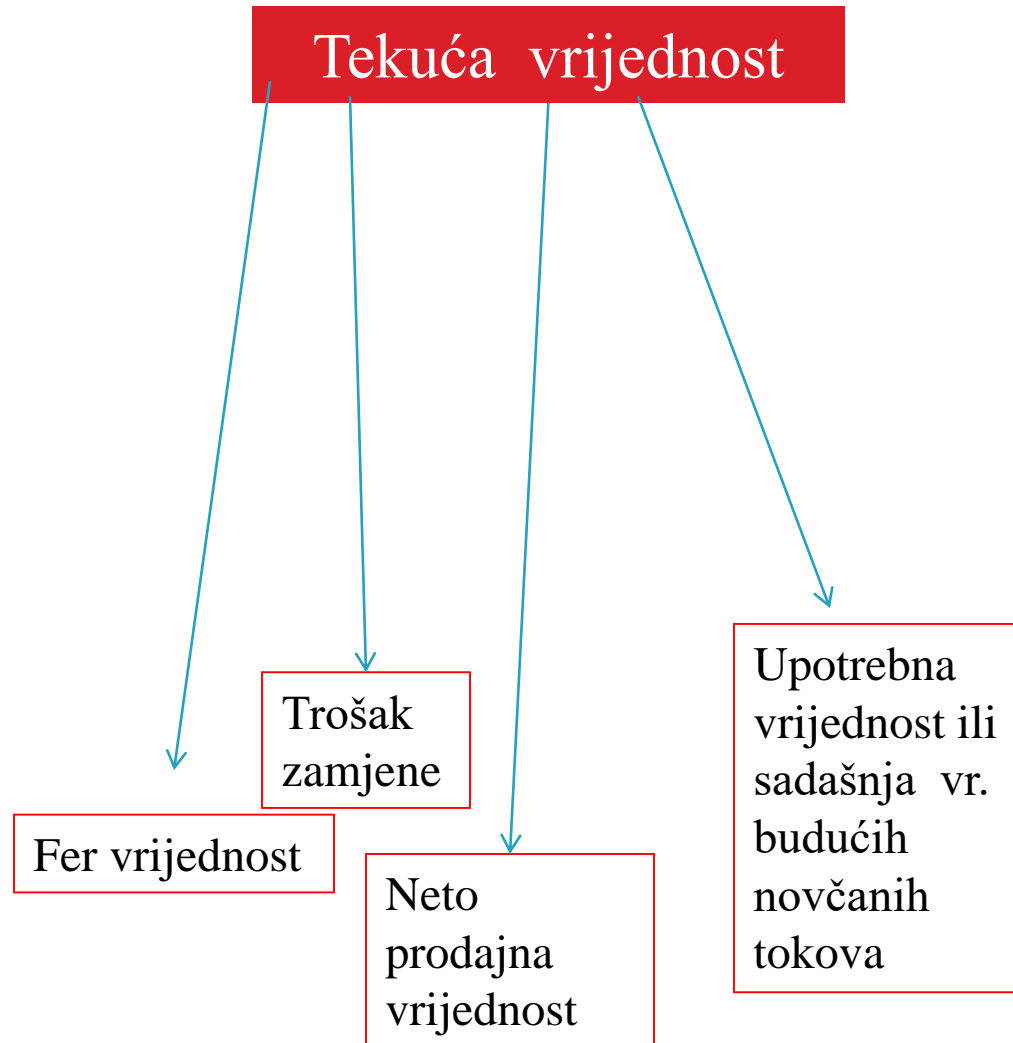 Tekuća vrijednost
Fer vrijednost
Trošak
zamjene
Neto
prodajna
vrijednost
Upotrebna
vrijednost ili
sadašnja vr.
budućih
novčanih
tokova